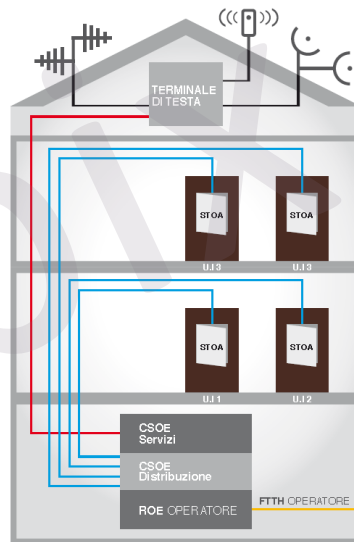 TERMINALE
DI TESTA
STOA
STOA
U.I 3
U.I 3
STOA
STOA
U.I 1
U.I 2
CSOE
Servizi
CSOE
Distribuzione
ROE OPERATORE
FTTH OPERATORE